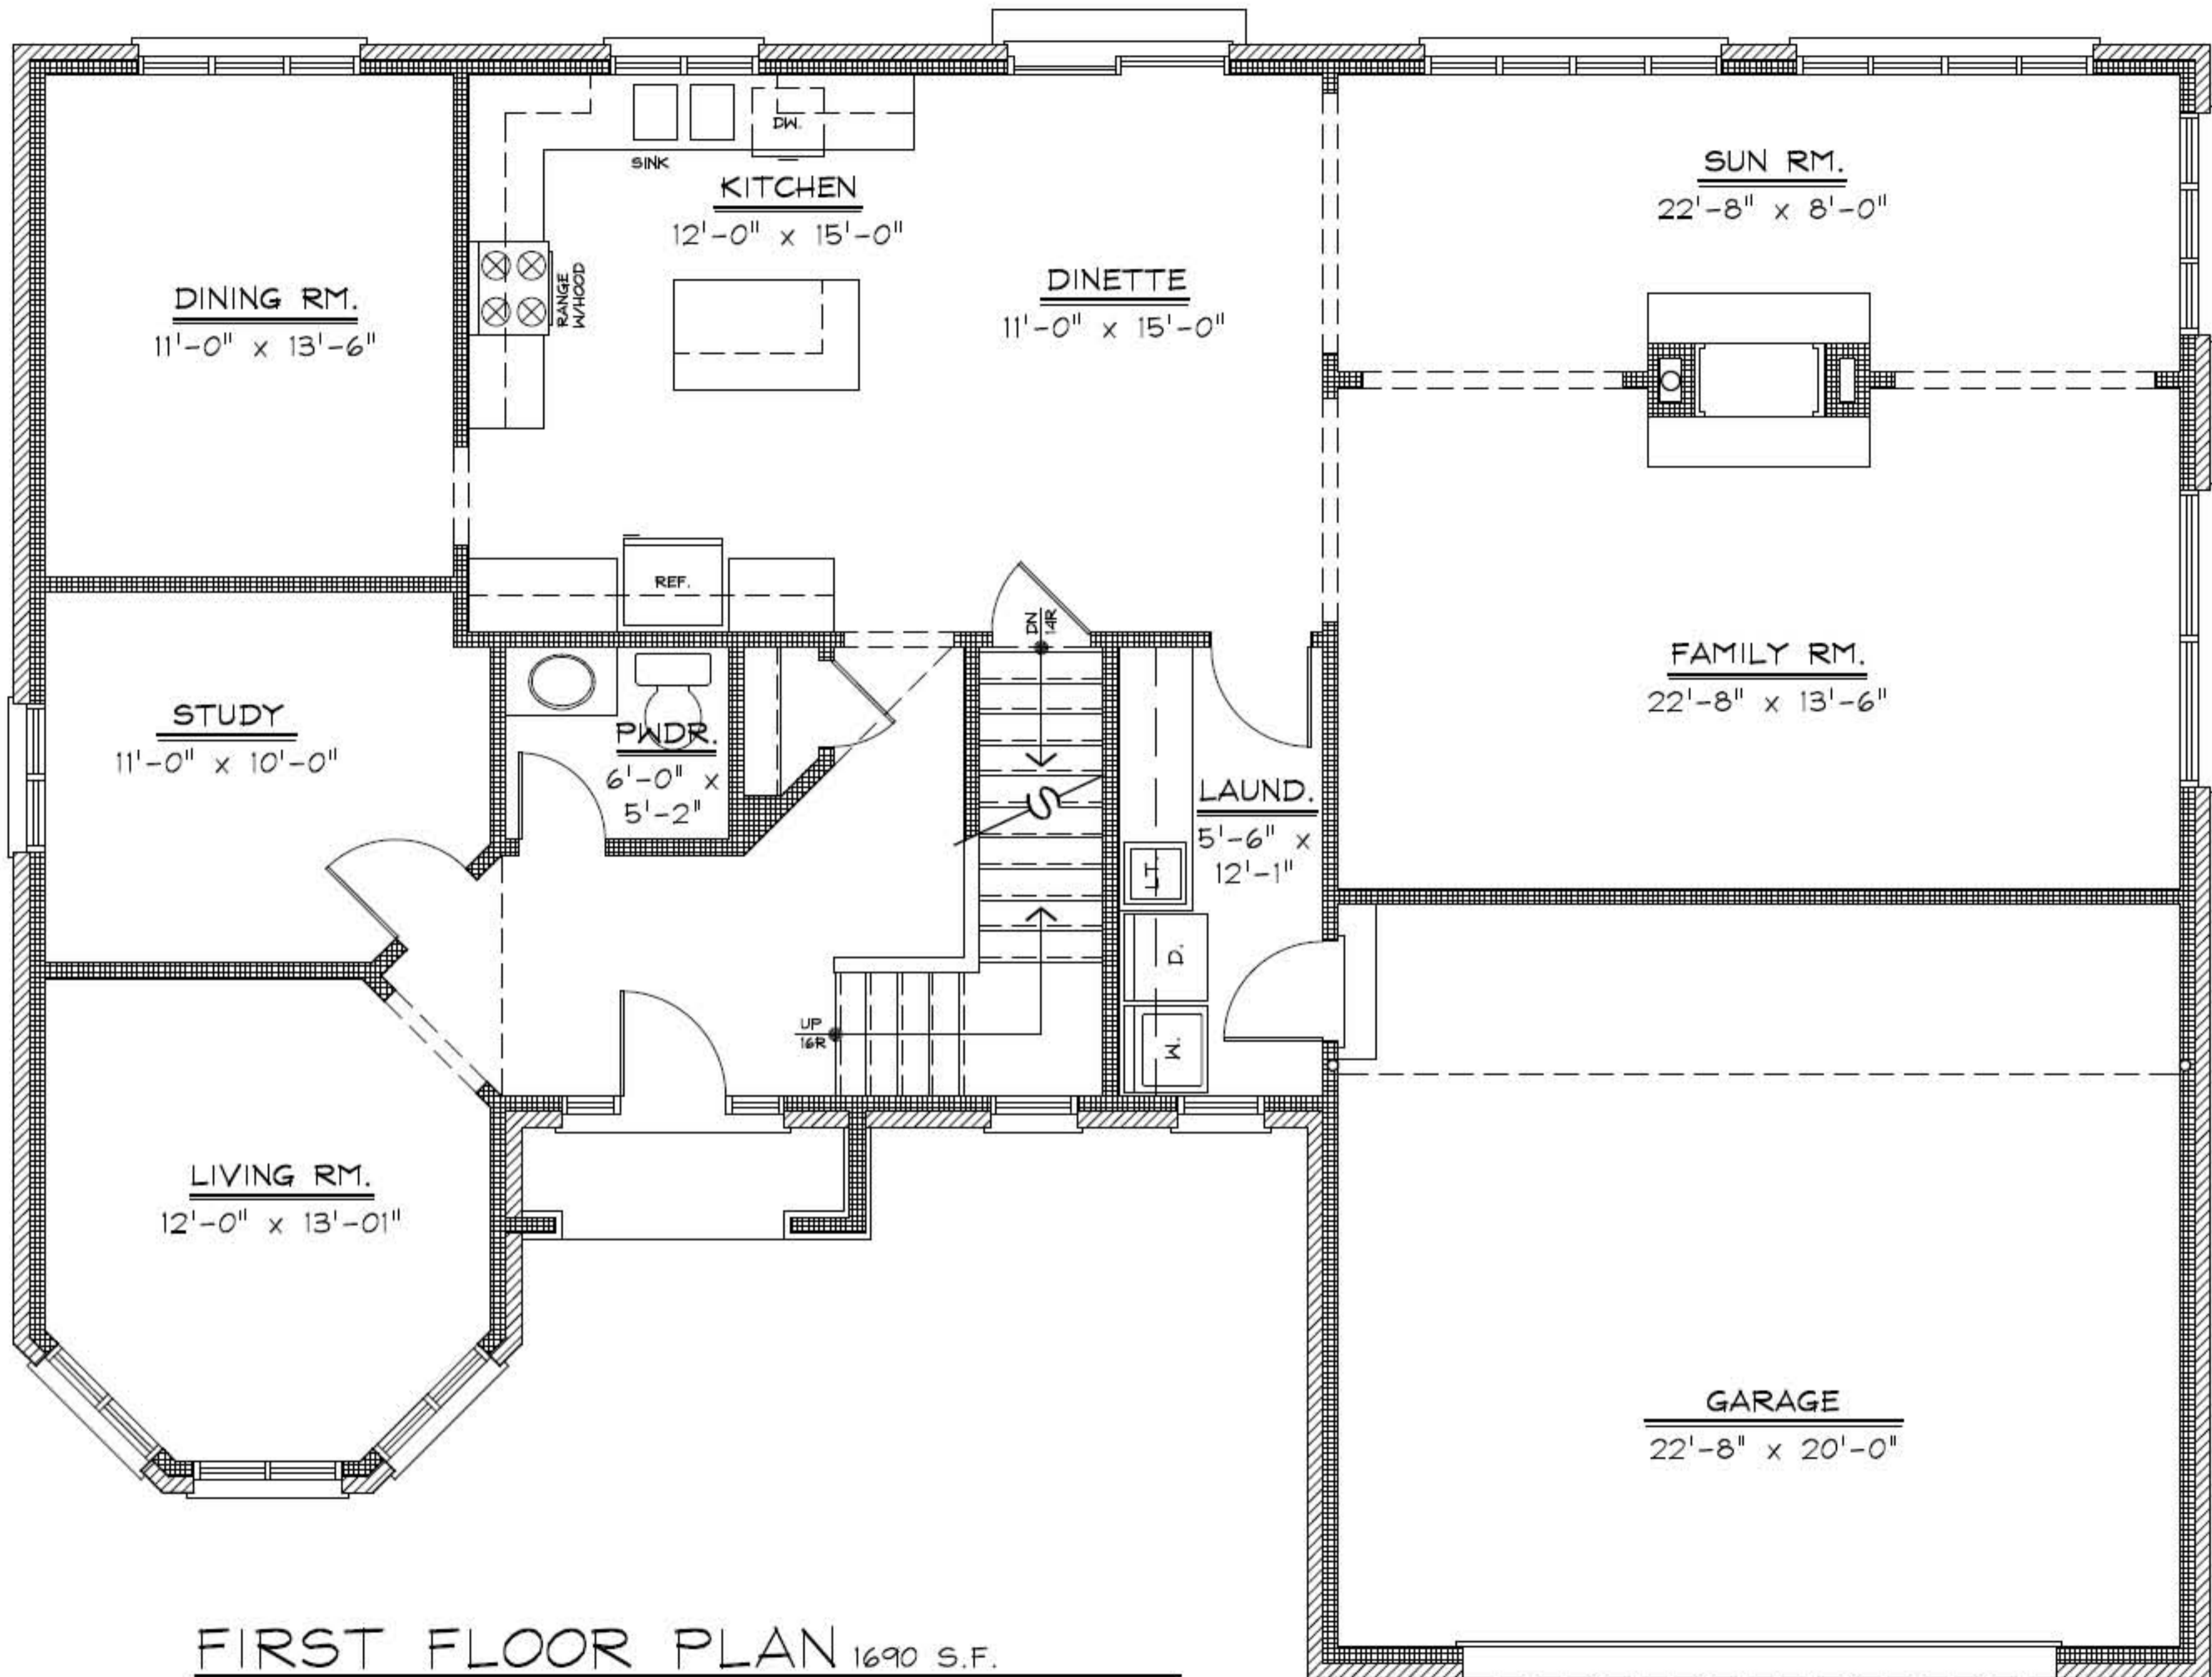 SINK
DW.
KITCHEN
12'-0" x 15'-0"
RANGE
W/HOOD
DINING RM.
11'-0" x 13'-6"
DINETTE
11'-0" x 15'-0"
SUN RM.
22'-8" x 8'-0"
REF.
DN
14R
FAMILY RM.
22'-8" x 13'-6"
STUDY
11'-0" x 10'-0"
PWDR.
6'-0" x
5'-2"
S
LAUND.
5'-6" x
12'-1"
L.T.
D.
W.
UP
16R
LIVING RM.
12'-0" x 13'-01"
GARAGE
22'-8" x 20'-0"
FIRST FLOOR PLAN 1690 S.F.